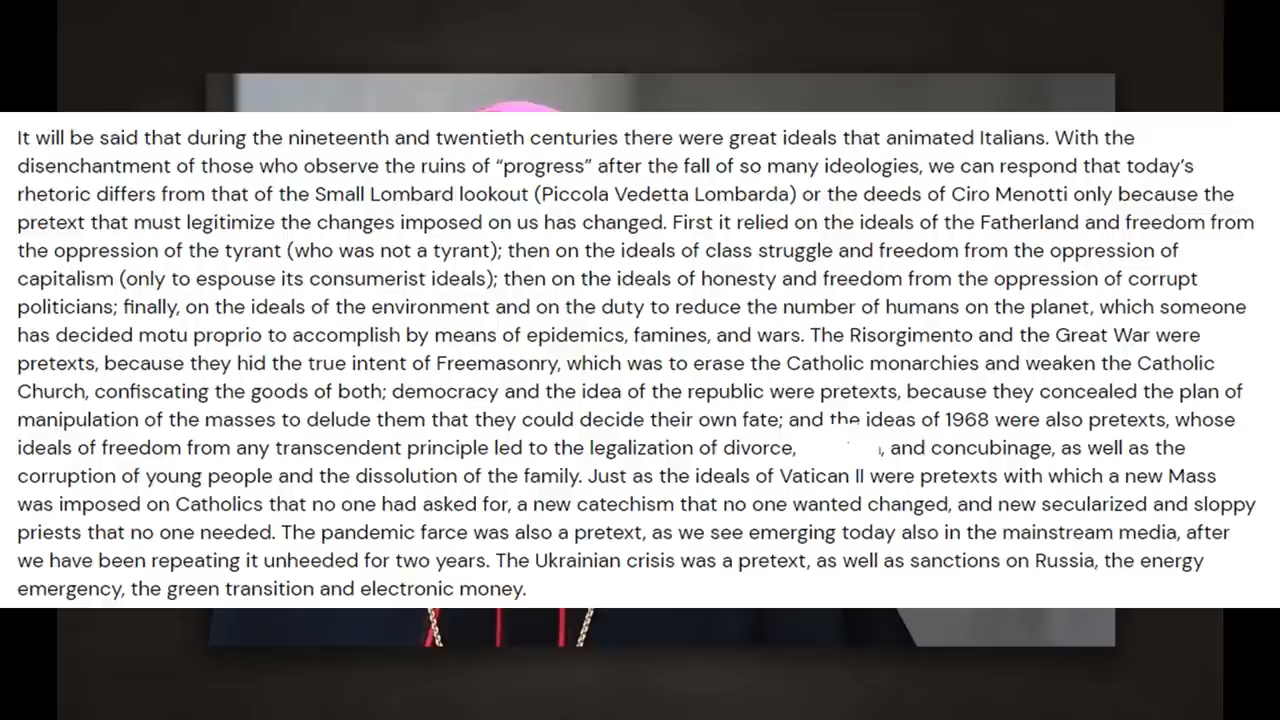 It will be said that during the nineteenth and twentieth centuries there were great ideals that animated Italians. With the
disenchantment of those who observe the ruins of “progress” after the fall of so many ideologies, we can respond that today’s
rhetoric differs from that of the Small Lombard lookout (Piccola Vedetta Lombarda) or the deeds of Ciro Menotti only because the
pretext that must legitimize the changes imposed on us has changed. First it relied on the ideals of the Fatherland and freedom from
the oppression of the tyrant (who was not a tyrant); then on the ideals of class struggle and freedom from the oppression of
capitalism (only to espouse its consumerist ideals); then on the ideals of honesty and freedom from the oppression of corrupt
politicians; finally, on the ideals of the environment and on the duty to reduce the number of humans on the planet, which someone
has decided motu proprio to accomplish by means of epidemics, famines, and wars. The Risorgimento and the Great War were
pretexts, because they hid the true intent of Freemasonry, which was to erase the Catholic monarchies and weaken the Catholic
Church, confiscating the goods of both; democracy and the idea of the republic were pretexts, because they concealed the plan of
manipulation of the masses to delude them that they could decide their own fate; and the ideas of 1968 were also pretexts, whose
ideals of freedom from any transcendent principle led to the legalization of divorce, , and concubinage, as well as the
corruption of young people and the dissolution of the family. Just as the ideals of Vatican II were pretexts with which a new Mass
was imposed on Catholics that no one had asked for, a new catechism that no one wanted changed, and new secularized and sloppy
priests that no one needed. The pandemic farce was also a pretext, as we see emerging today also in the mainstream media, after
we have been repeating it unheeded for two years. The Ukrainian crisis was a pretext, as well as sanctions on Russia, the energy
emergency, the green transition and electronic money.